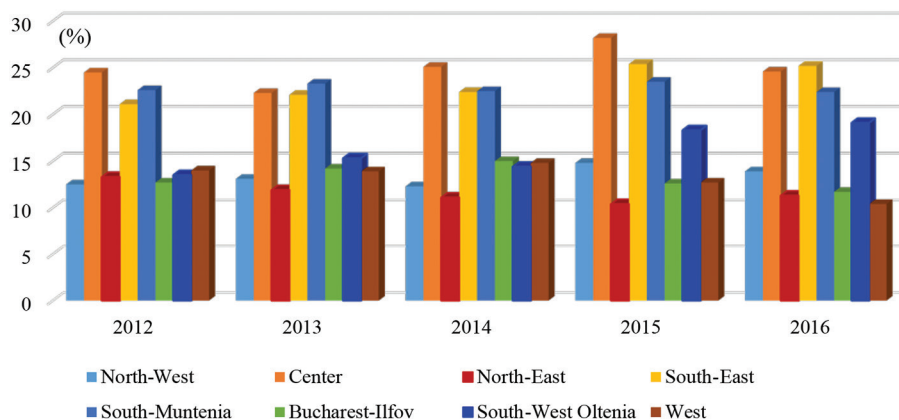 30
(%)
25
20
15
10
5
0
2012 2013 2014 2015 2016
North-West Center North-East South-East
South-Muntenia Bucharest-Ilfov South-West Oltenia West